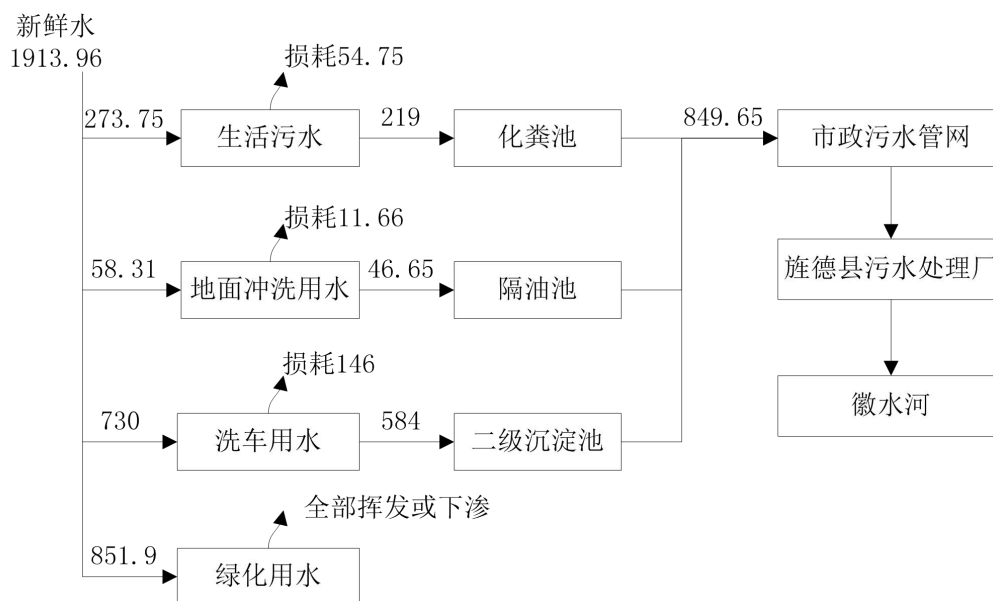 新鲜水
1913.96
损耗54.75
273.75
生活污水
219
化粪池
849.65
市政污水管网
损耗11.66
58.31
地面冲洗用水
46.65
隔油池
旌德县污水处理厂
损耗146
730
洗车用水
584
二级沉淀池
徽水河
全部挥发或下渗
851.9
绿化用水